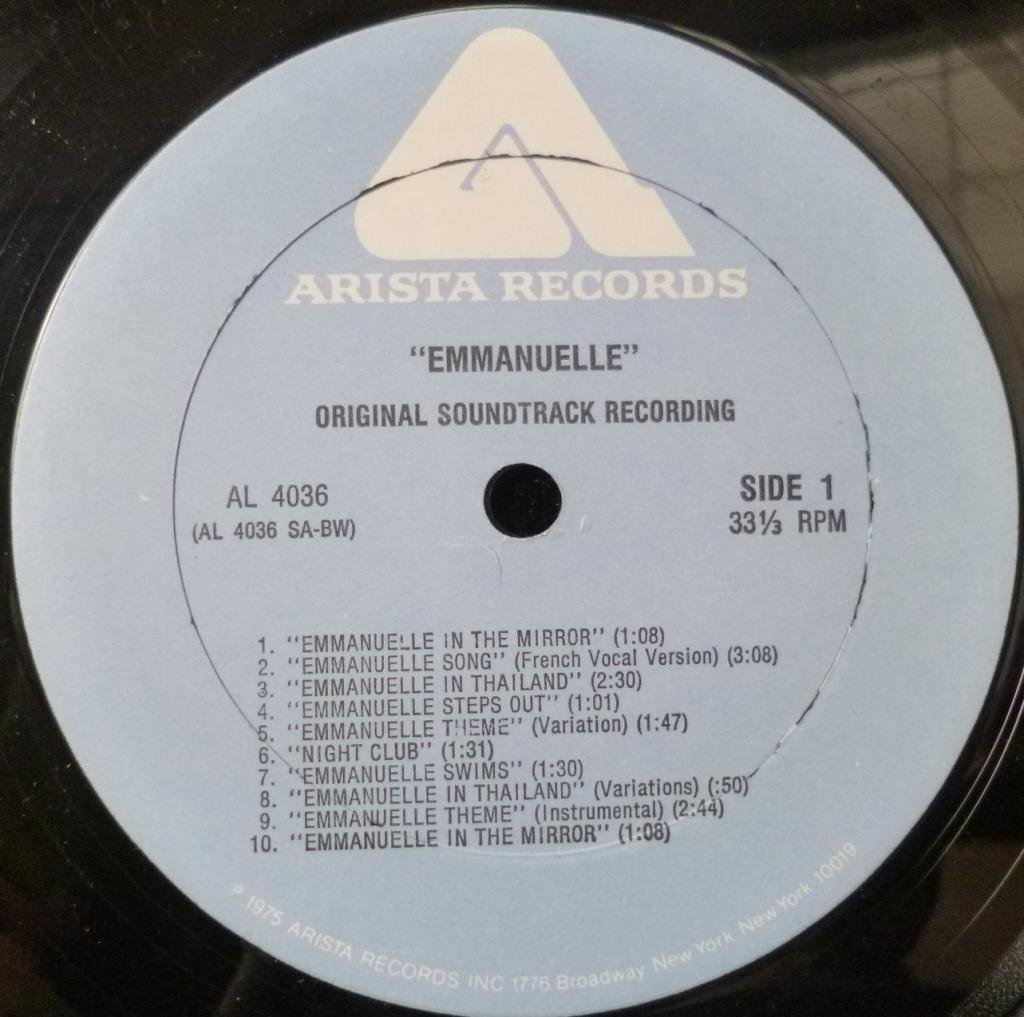 ARISTA RECORDS
“EMMANUELLE”
ORIGINAL SOUNDTRACK RECORDING
AL 4036
(AL 4036 SA-BW)
SIDE 1
33⅓ RPM
1. “EMMANUELLE IN THE MIRROR” (1:08)
2. “EMMANUELLE SONG” (French Vocal Version) (3:08)
3. “EMMANUELLE IN THAILAND” (2:30)
4. “EMMANUELLE STEPS OUT” (1:01)
5. “EMMANUELLE THEME” (Variation) (1:47)
6. “NIGHT CLUB” (1:31)
7. “EMMANUELLE SWIMS” (1:30)
8. “EMMANUELLE IN THAILAND” (Variations) (:50)
9. “EMMANUELLE THEME” (Instrumental) (2:44)
10. “EMMANUELLE IN THE MIRROR” (1:08)
℗ 1975 ARISTA RECORDS INC 1776 Broadway, New York New York 10019